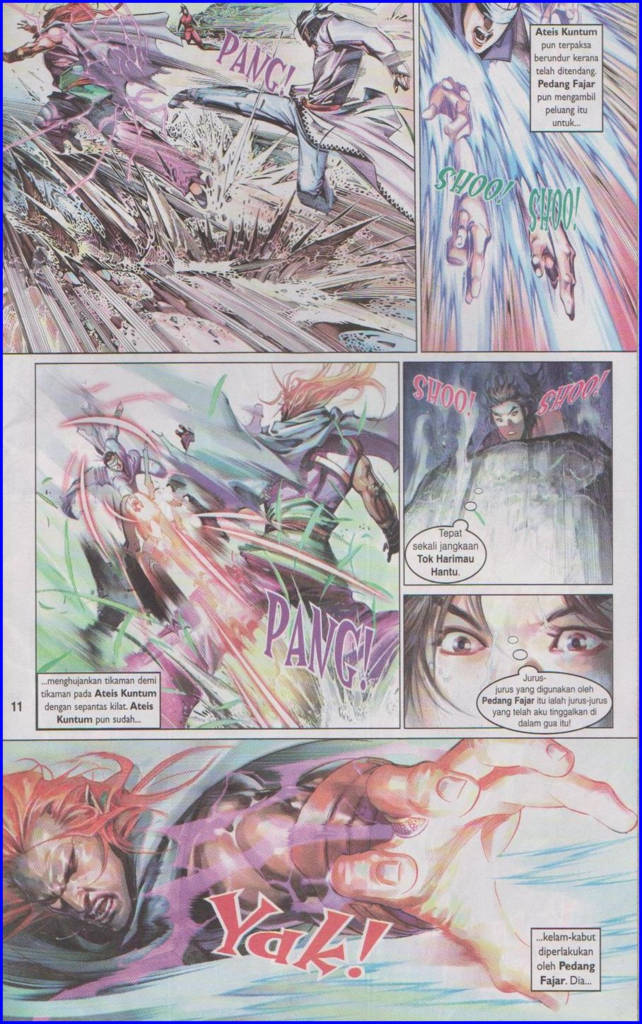 PANG!
Ateis Kuntum
pun terpaksa
berundur kerana
telah ditendang.
Pedang Fajar
pun mengambil
peluang itu
untuk...
SHOO!
SHOO!
PANG!
...menghujankan tikaman demi
tikaman pada Ateis Kuntum
dengan sepantas kilat. Ateis
Kuntum pun sudah...
SHOO!
SHOO!
Tepat
sekali jangkaan
Tok Harimau
Hantu.
Jurus-
jurus yang digunakan oleh
Pedang Fajar itu ialah jurus-jurus
yang telah aku tinggalkan di
dalam gua itu!
11
Yak!
...kelam-kabut
diperlakukan
oleh Pedang
Fajar. Dia...